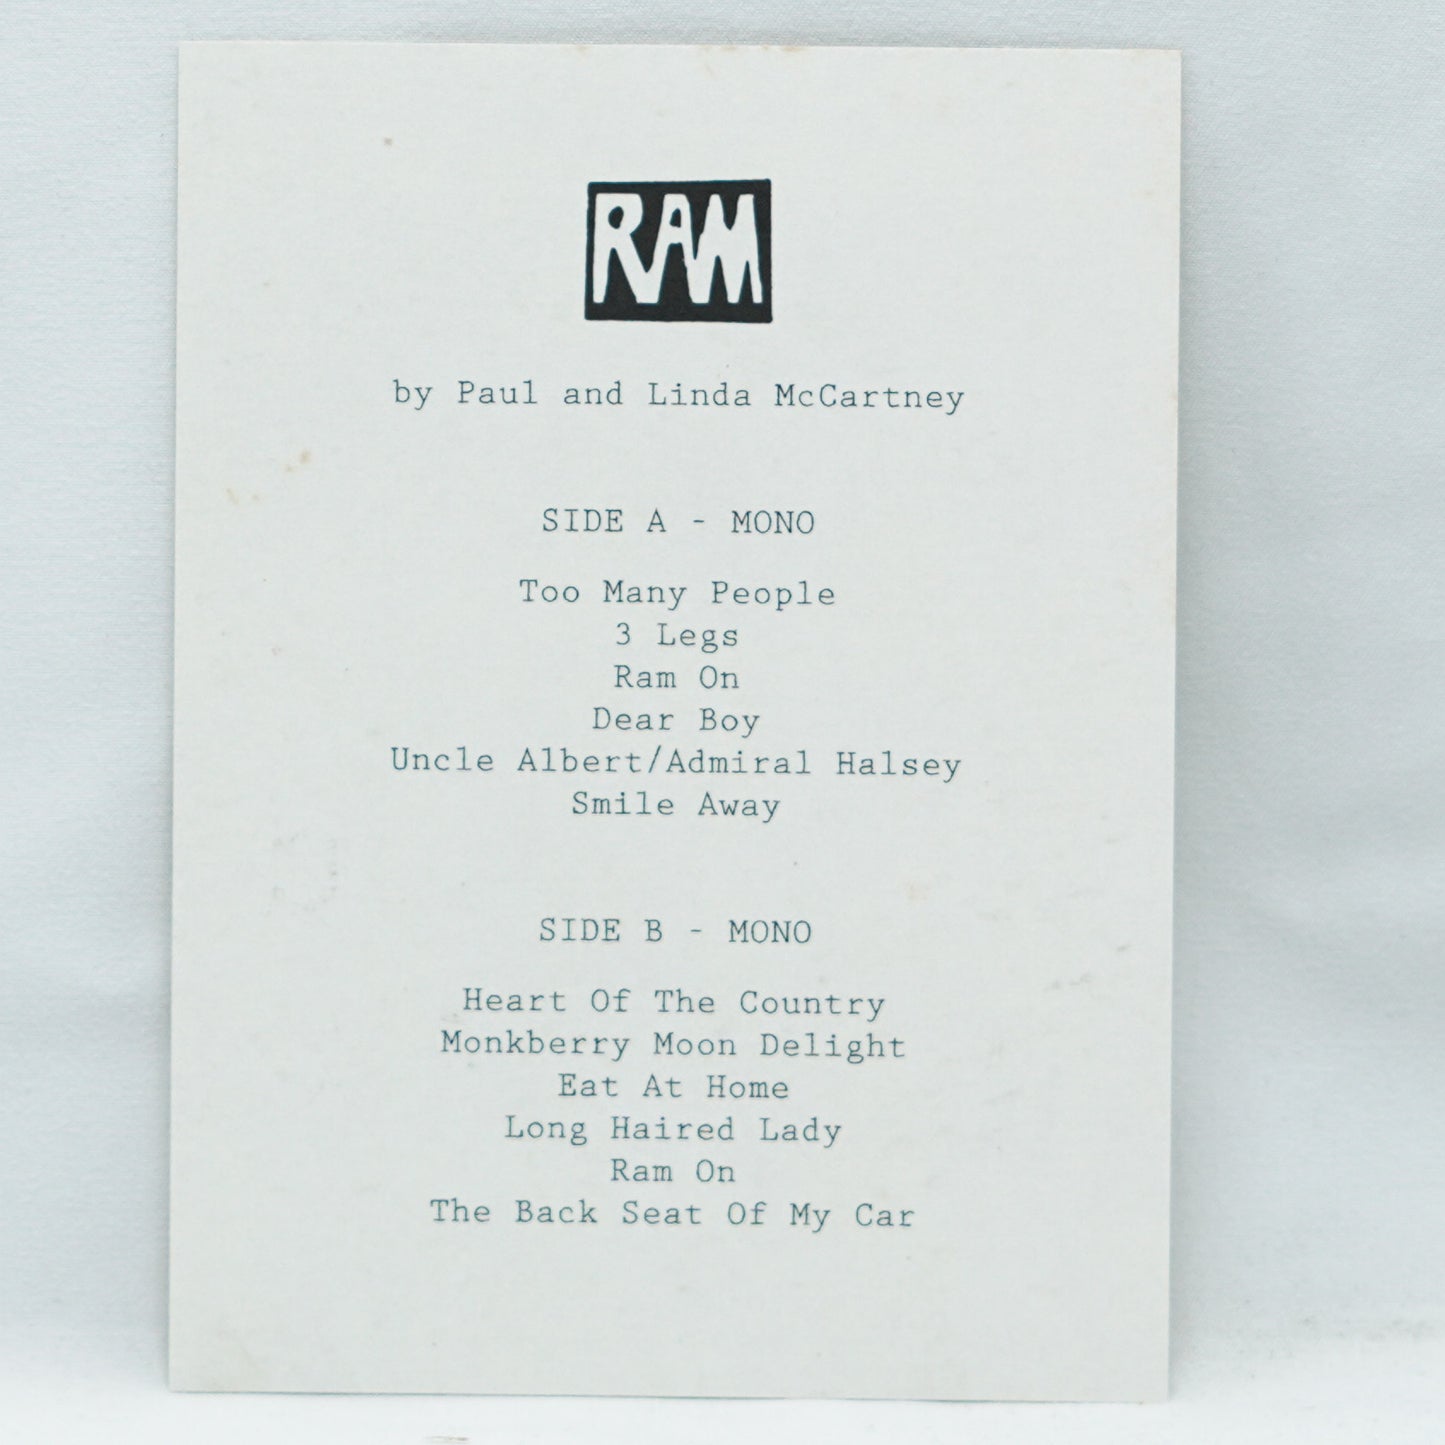 RAM
by Paul and Linda McCartney
SIDE A - MONO
Too Many People
3 Legs
Ram On
Dear Boy
Uncle Albert/Admiral Halsey
Smile Away
SIDE B - MONO
Heart Of The Country
Monkberry Moon Delight
Eat At Home
Long Haired Lady
Ram On
The Back Seat Of My Car